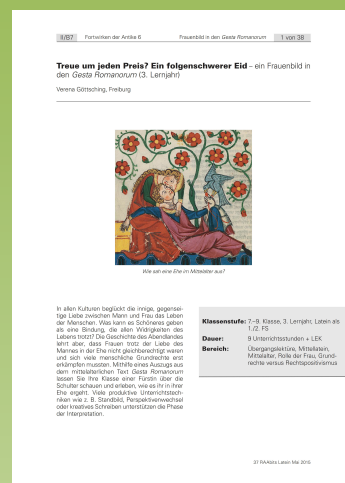 II/B7 Fortwirken der Antike 6 Frauenbild in den Gesta Romanorum 1 von 38
Treue um jeden Preis? Ein folgenschwerer Eid – ein Frauenbild in
den Gesta Romanorum (3. Lernjahr)
Verena Göttsching, Freiburg
Wie sah eine Ehe im Mittelalter aus?
In allen Kulturen beglückt die innige, gegensei-
tige Liebe zwischen Mann und Frau das Leben
der Menschen. Was kann es Schöneres geben
als eine Bindung, die allen Widrigkeiten des
Lebens trotzt? Die Geschichte des Abendlandes
lehrt aber, dass Frauen trotz der Liebe des
Mannes in der Ehe nicht gleichberechtigt waren
und sich viele menschliche Grundrechte erst
erkämpfen mussten. Mithilfe eines Auszugs aus
dem mittelalterlichen Text Gesta Romanorum
lassen Sie Ihre Klasse einer Fürstin über die
Schulter schauen und erleben, wie es ihr in ihrer
Ehe ergeht. Viele produktive Unterrichtstech-
niken wie z. B. Standbild, Perspektivenwechsel
oder kreatives Schreiben unterstützen die Phase
der Interpretation.
Klassenstufe: 7.–9. Klasse, 3. Lernjahr, Latein als
1./2. FS
Dauer: 9 Unterrichtsstunden + LEK
Bereich: Übergangslektüre, Mittellatein,
Mittelalter, Rolle der Frau, Grund-
rechte versus Rechtspositivismus
37 RAAbits Latein Mai 2010